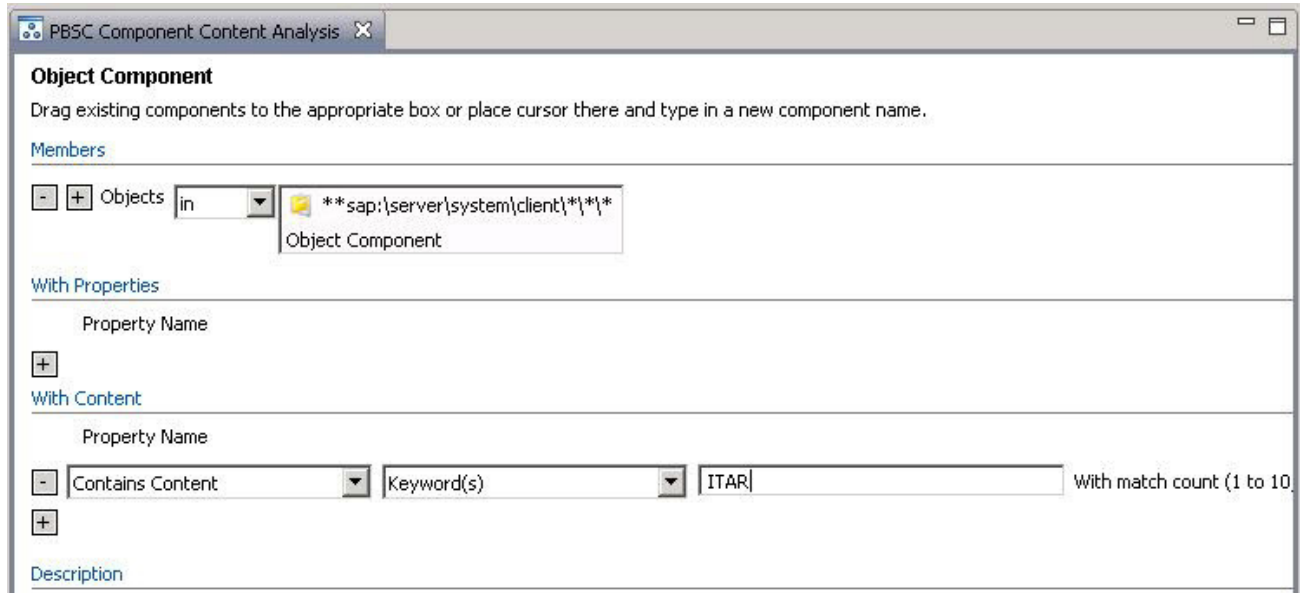 PBSC Component Content Analysis
Object Component
Drag existing components to the appropriate box or place cursor there and type in a new component name.
Members
- + Objects in **sap:\server\system\client\*\*\*
Object Component
With Properties
Property Name
+
With Content
Property Name
- Contains Content Keyword(s) ITAR With match count (1 to 10
+
Description